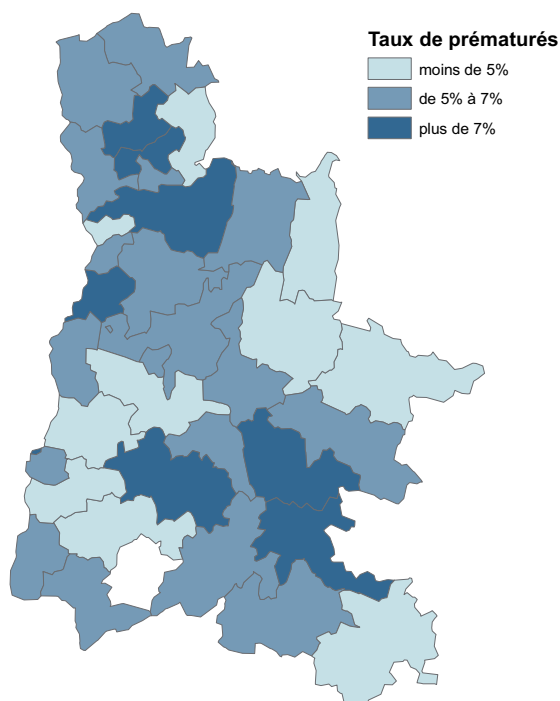 Taux de prématurés
moins de 5%
de 5% à 7%
plus de 7%